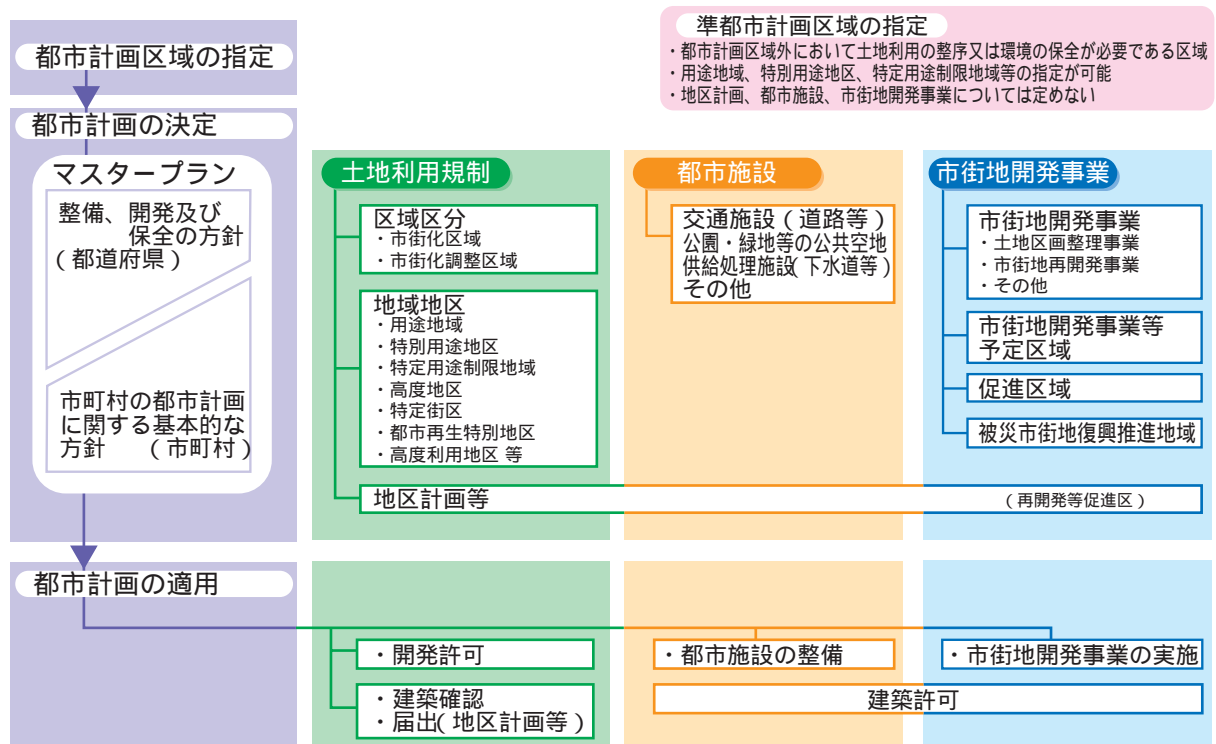 準都市計画区域の指定
・都市計画区域外において土地利用の整序又は環境の保全が必要である区域
・用途地域、特別用途地区、特定用途制限地域等の指定が可能
・地区計画、都市施設、市街地開発事業については定めない
都市計画区域の指定
都市計画の決定
マスタープラン
整備、開発及び
保全の方針
(都道府県)
市町村の都市計画
に関する基本的な
方針 (市町村)
土地利用規制
区域区分
・市街化区域
・市街化調整区域
地域地区
・用途地域
・特別用途地区
・特定用途制限地域
・高度地区
・特定街区
・都市再生特別地区
・高度利用地区 等
地区計画等
都市施設
交通施設(道路等)
公園・緑地等の公共空地
供給処理施設(下水道等)
その他
市街地開発事業
市街地開発事業
・土地区画整理事業
・市街地再開発事業
・その他
市街地開発事業等
予定区域
促進区域
被災市街地復興推進地域
(再開発等促進区)
都市計画の適用
・開発許可
・建築確認
・届出(地区計画等)
・都市施設の整備
・市街地開発事業の実施
建築許可